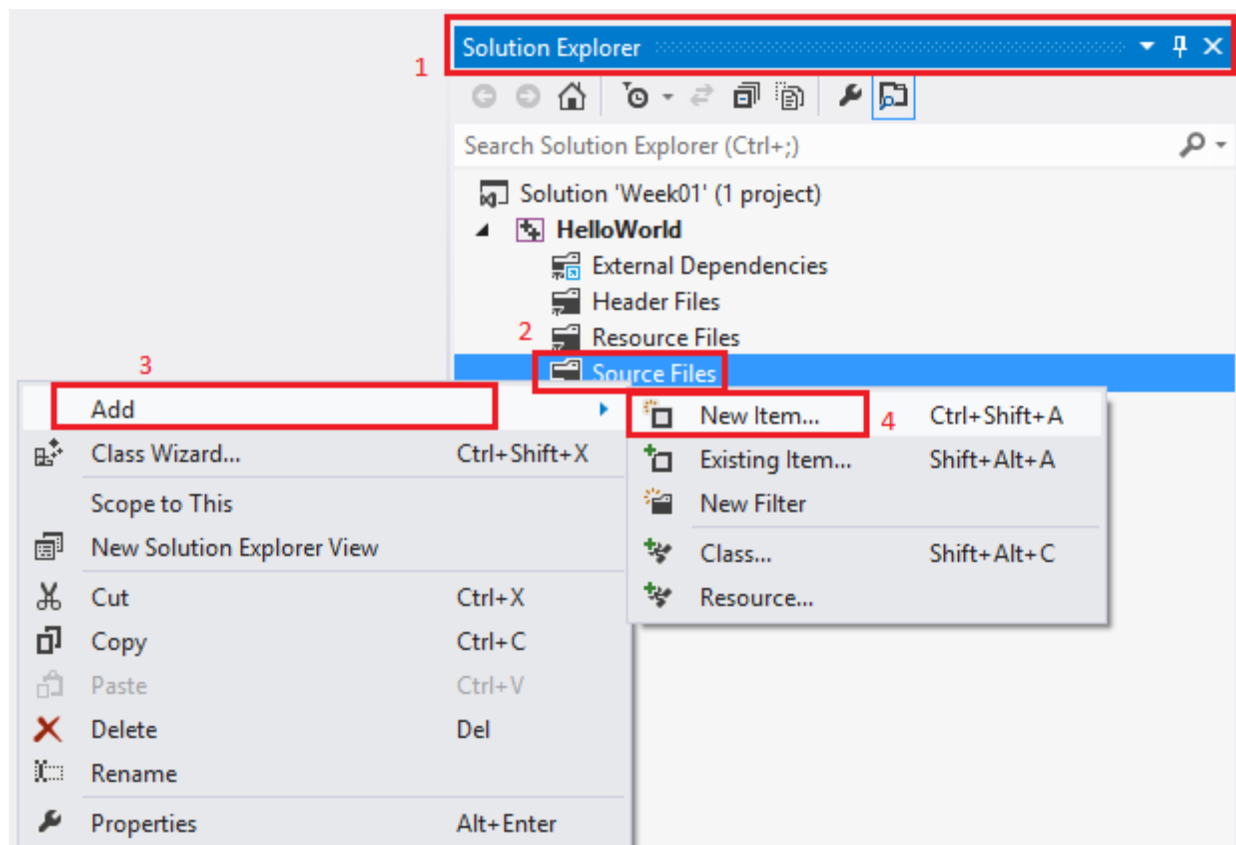 1
Solution Explorer
Search Solution Explorer (Ctrl+;)
Solution 'Week01' (1 project)
HelloWorld
External Dependencies
Header Files
2
Resource Files
Source Files
3
Add
Class Wizard... Ctrl+Shift+X
Scope to This
New Solution Explorer View
Cut Ctrl+X
Copy Ctrl+C
Paste Ctrl+V
Delete Del
Rename
Properties Alt+Enter
New Item... 4 Ctrl+Shift+A
Existing Item... Shift+Alt+A
New Filter
Class... Shift+Alt+C
Resource...